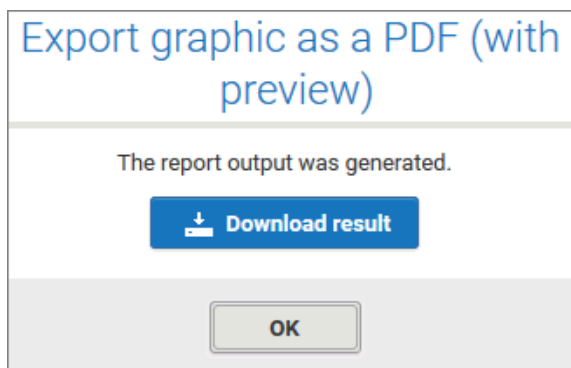 Export graphic as a PDF (with
preview)
The report output was generated.
Download result
OK